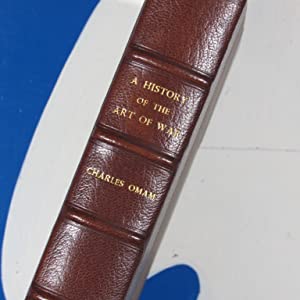 A HISTORY
OF THE
ART OF WAR
CHARLES OMAN